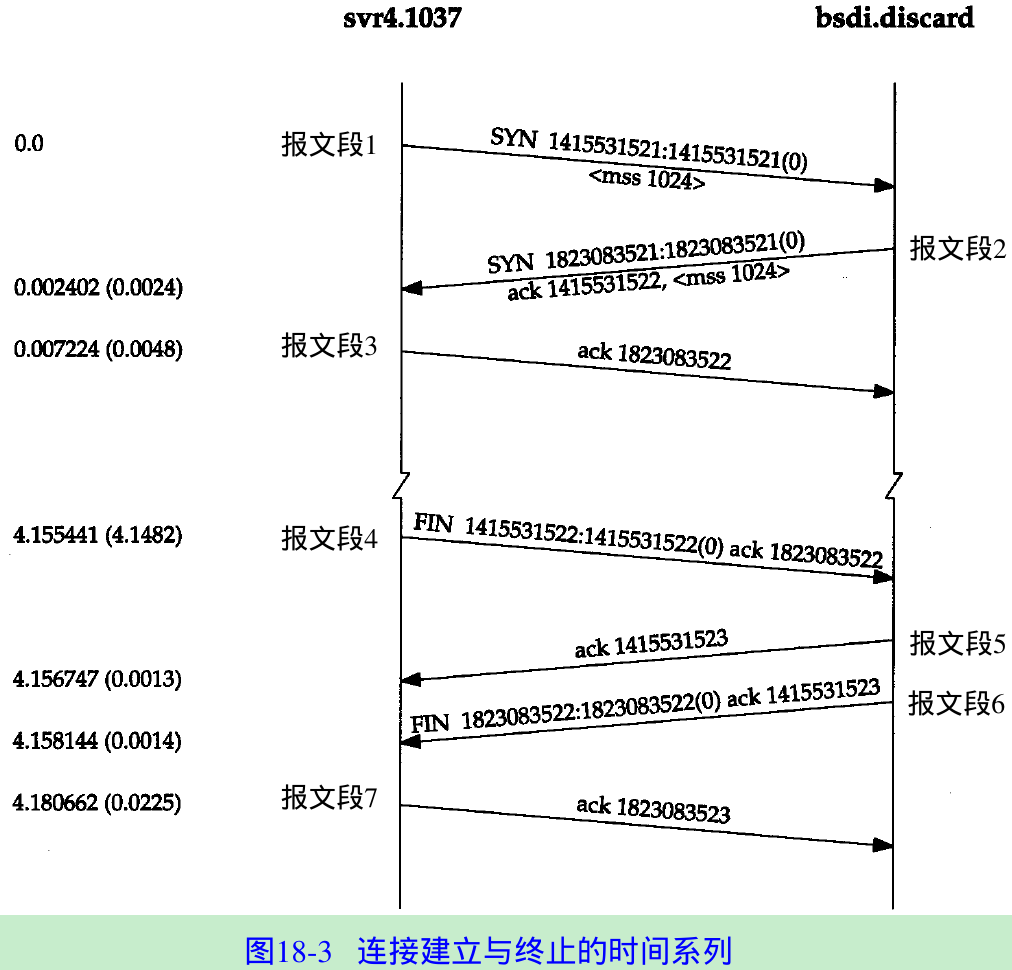 svr4.1037 bsdi.discard
0.0 报文段1 SYN 1415531521:1415531521(0)
<mss 1024>
SYN 1823083521:1823083521(0) 报文段2
0.002402 (0.0024) ack 1415531522, <mss 1024>
0.007224 (0.0048) 报文段3 ack 1823083522
4.155441 (4.1482) 报文段4 FIN 1415531522:1415531522(0) ack 1823083522
ack 1415531523 报文段5
4.156747 (0.0013)
FIN 1823083522:1823083522(0) ack 1415531523 报文段6
4.158144 (0.0014)
4.180662 (0.0225) 报文段7 ack 1823083523
图18-3 连接建立与终止的时间系列